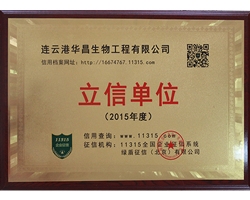 连云港华昌生物工程有限公司
信用档案网址：http://16674767.11315.com
立信单位
(2015年度)
信用查询：www.11315.com
征信机构：11315全国企业征信系统
绿盾征信（北京）有限公司